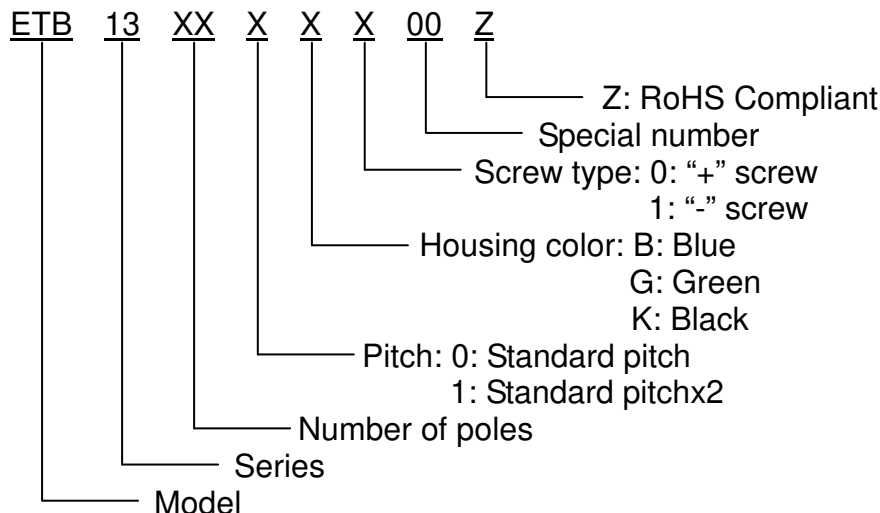 ETB 13 XX X X X 00 Z
Z: RoHS Compliant
Special number
Screw type: 0: “+” screw
1: “-” screw
Housing color: B: Blue
G: Green
K: Black
Pitch: 0: Standard pitch
1: Standard pitchx2
Number of poles
Series
Model